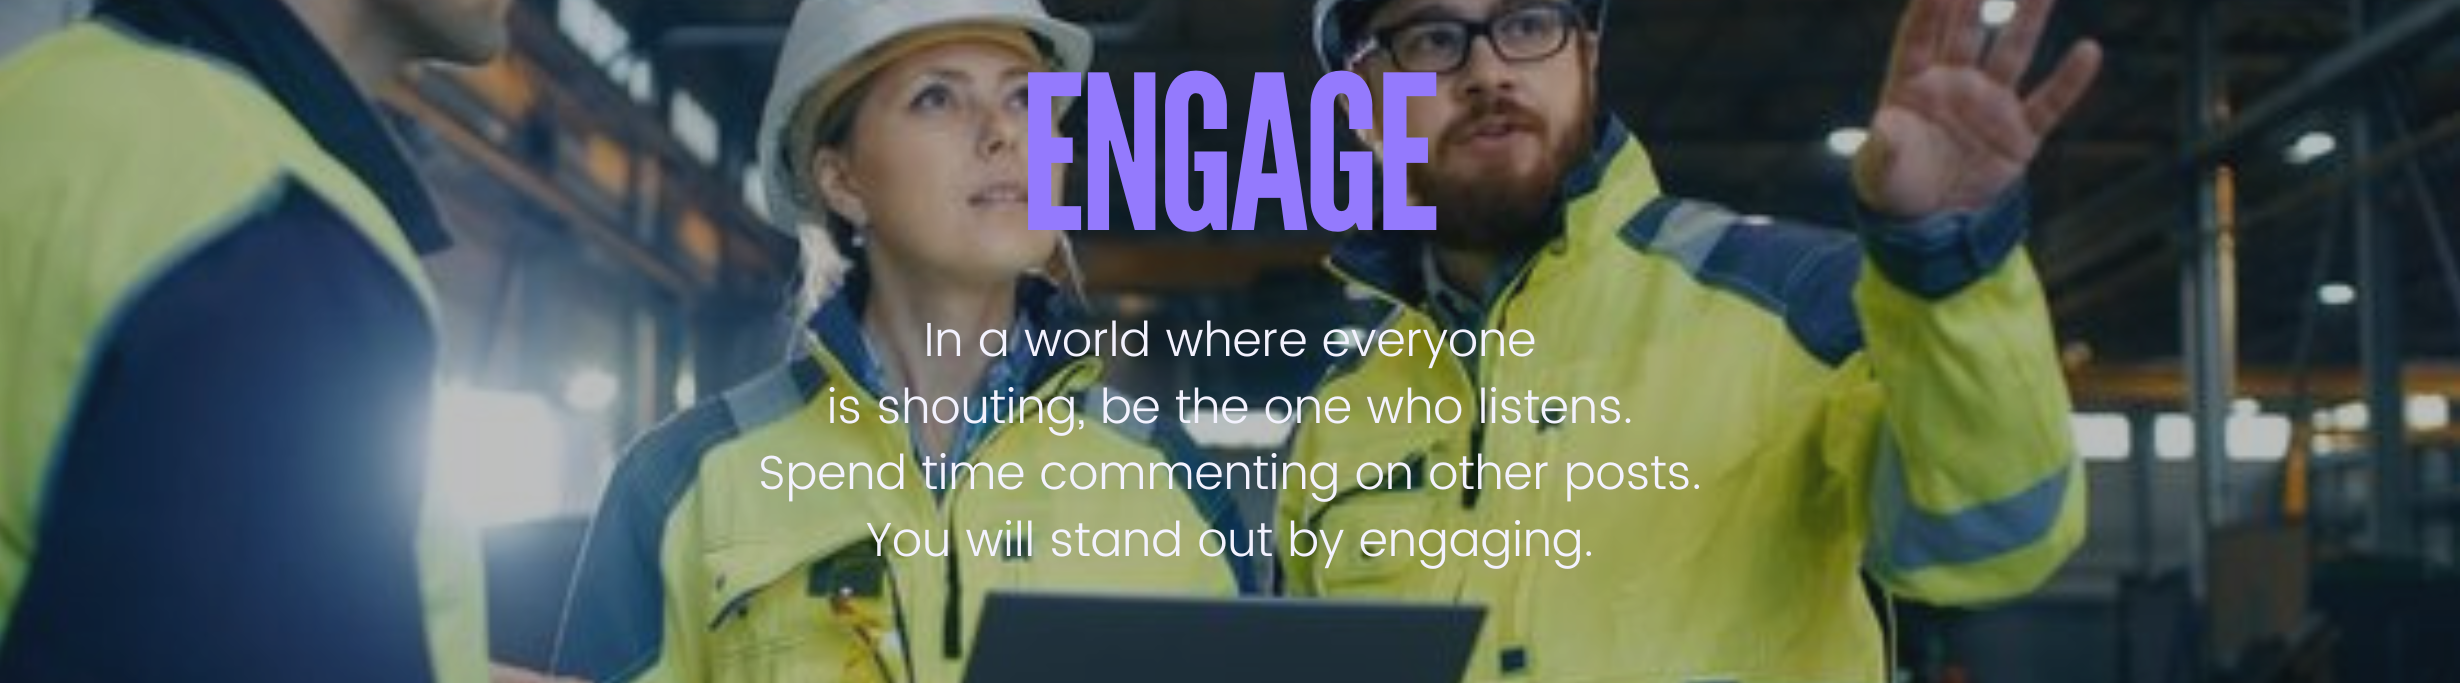 ENGAGE
In a world where everyone
is shouting, be the one who listens.
Spend time commenting on other posts.
You will stand out by engaging.